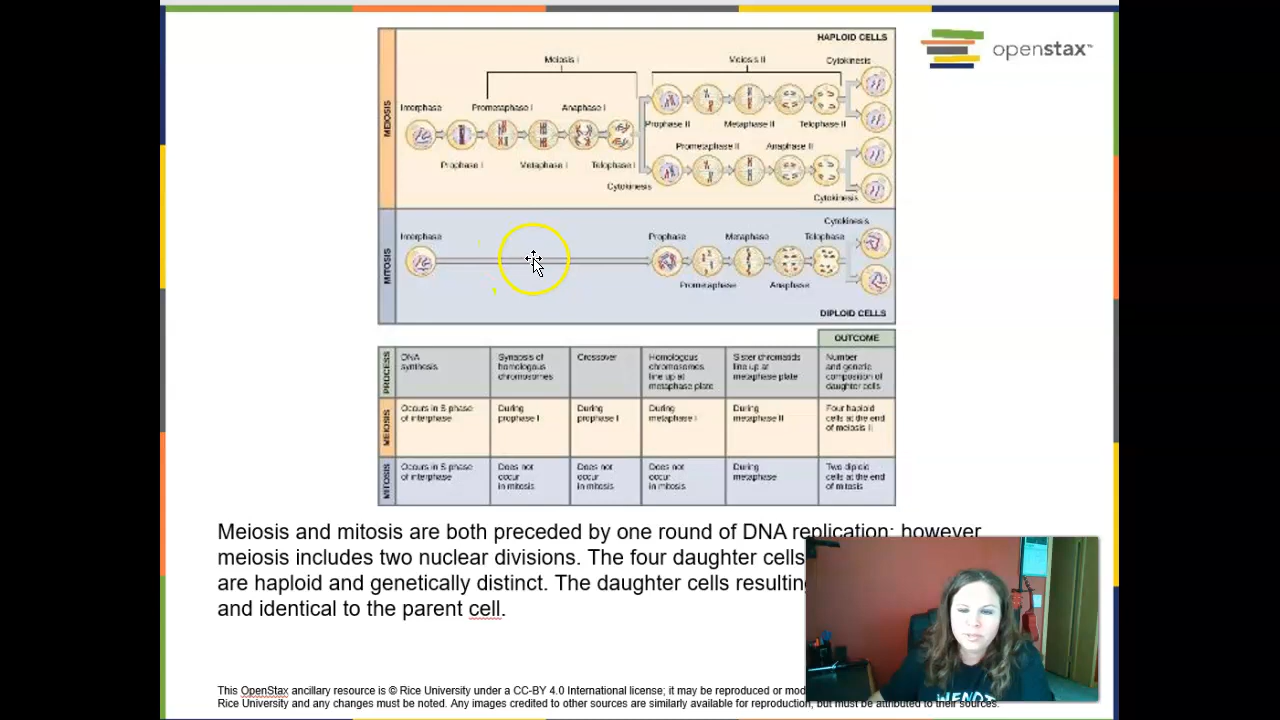 HAPLOID CELLS
openstax™
Meiosis I
Meiosis II
Cytokinesis
Interphase
Prometaphase I
Anaphase I
MEIOSIS
Prophase II
Metaphase II
Telophase II
Prometaphase II
Anaphase II
Prophase I
Metaphase I
Telophase I
Cytokinesis
Cytokinesis
Cytokinesis
Interphase
Prophase
Metaphase
Telophase
MITOSIS
Prometaphase
Anaphase
DIPLOID CELLS
OUTCOME
PROCESS
DNA
synthesis
Synapsis of
homologous
chromosomes
Crossover
Homologous
chromosomes
line up at
metaphase plate
Sister chromatids
line up at
metaphase plate
Number
and genetic
composition of
daughter cells
MEIOSIS
Occurs in S phase
of interphase
During
prophase I
During
prophase I
During
metaphase I
During
metaphase II
Four haploid
cells at the end
of meiosis II
MITOSIS
Occurs in S phase
of interphase
Does not
occur
in mitosis
Does not
occur
in mitosis
Does not
occur
in mitosis
During
metaphase
Two diploid
cells at the end
of mitosis
Meiosis and mitosis are both preceded by one round of DNA replication; however
meiosis includes two nuclear divisions. The four daughter cells
are haploid and genetically distinct. The daughter cells resulting
and identical to the parent cell.
This OpenStax ancillary resource is © Rice University under a CC-BY 4.0 International license; it may be reproduced or
Rice University and any changes must be noted. Any images credited to other sources are similarly available for reproduction, but must be attributed to their sources.